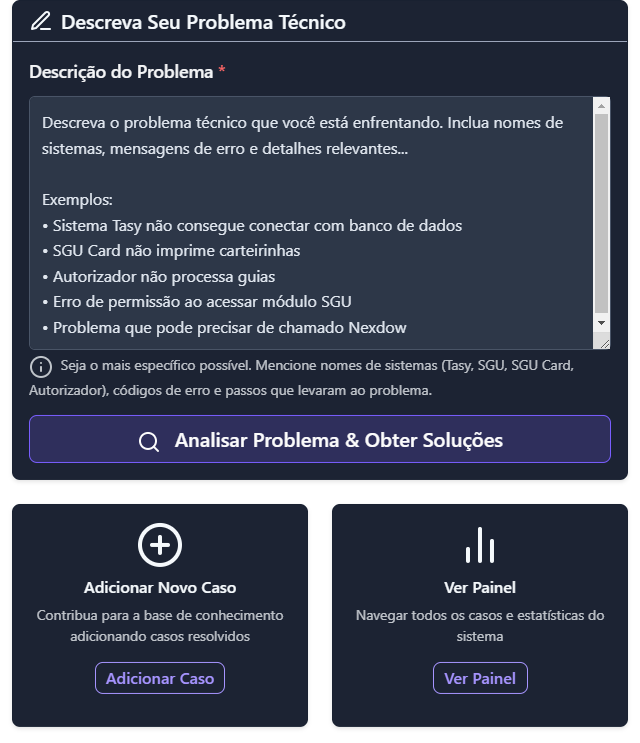 Descreva Seu Problema Técnico
Descrição do Problema *
Descreva o problema técnico que você está enfrentando. Inclua nomes de
sistemas, mensagens de erro e detalhes relevantes...
Exemplos:
• Sistema Tasy não consegue conectar com banco de dados
• SGU Card não imprime carteirinhas
• Autorizador não processa guias
• Erro de permissão ao acessar módulo SGU
• Problema que pode precisar de chamado Nexdow
Seja o mais específico possível. Mencione nomes de sistemas (Tasy, SGU, SGU Card,
Autorizador), códigos de erro e passos que levaram ao problema.
Analisar Problema & Obter Soluções
Adicionar Novo Caso
Contribua para a base de conhecimento
adicionando casos resolvidos
Adicionar Caso
Ver Painel
Navegar todos os casos e estatísticas do
sistema
Ver Painel